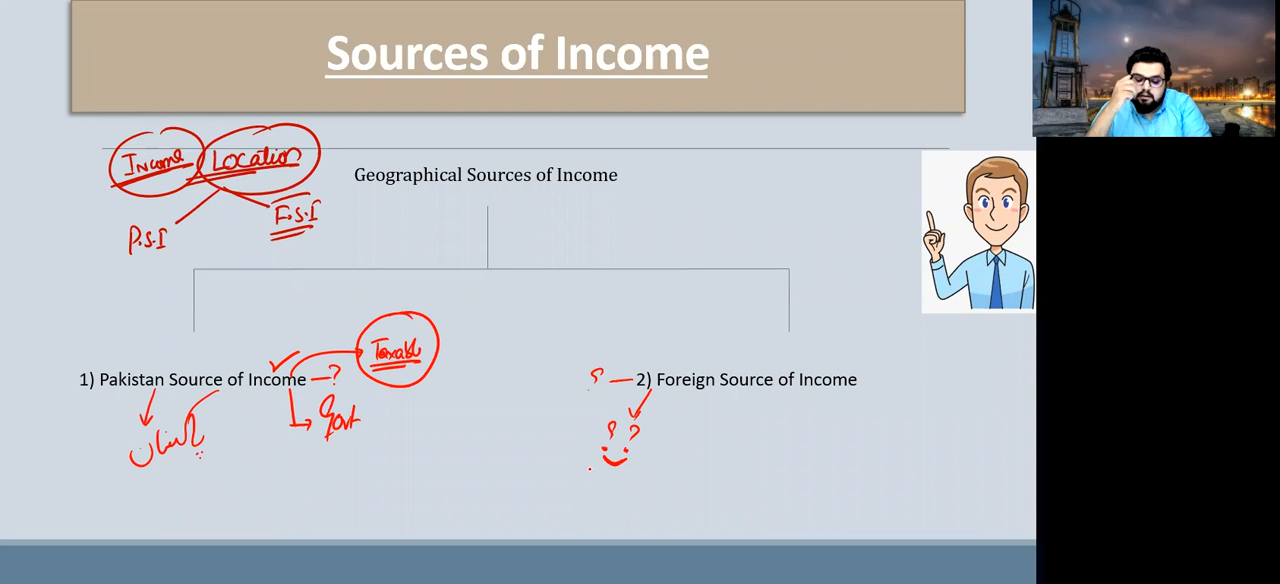 Sources of Income
Income Location
P.S.I
F.S.I
Geographical Sources of Income
Taxable
1) Pakistan Source of Income – ?
؟ – 2) Foreign Source of Income
Govt
پاکستان
؟ ?